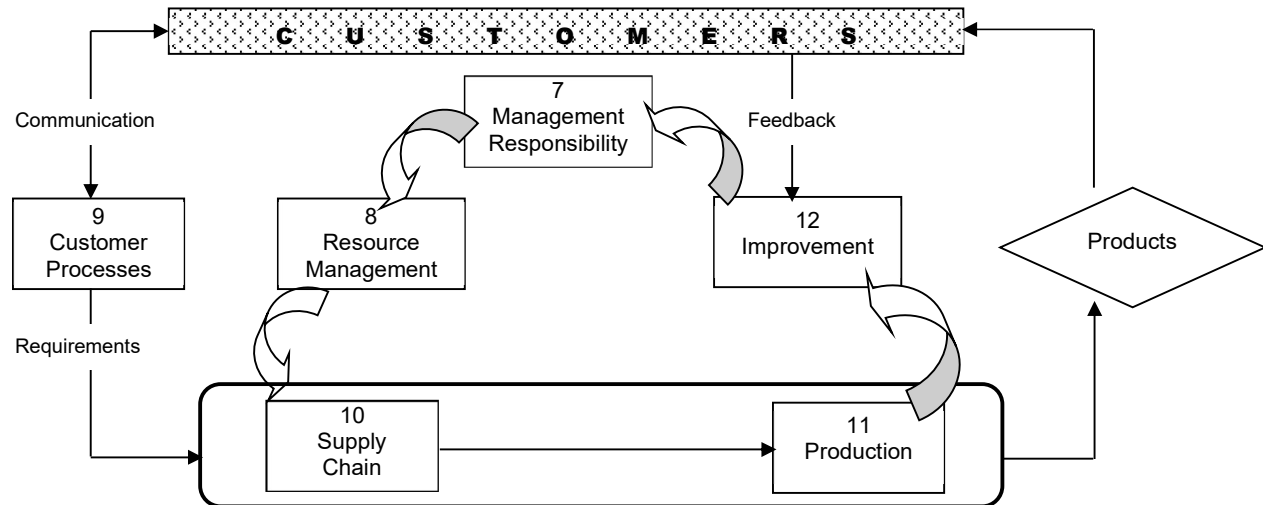 C U S T O M E R S
7
Management
Responsibility
Communication
Feedback
9
Customer
Processes
8
Resource
Management
12
Improvement
Products
Requirements
10
Supply
Chain
11
Production